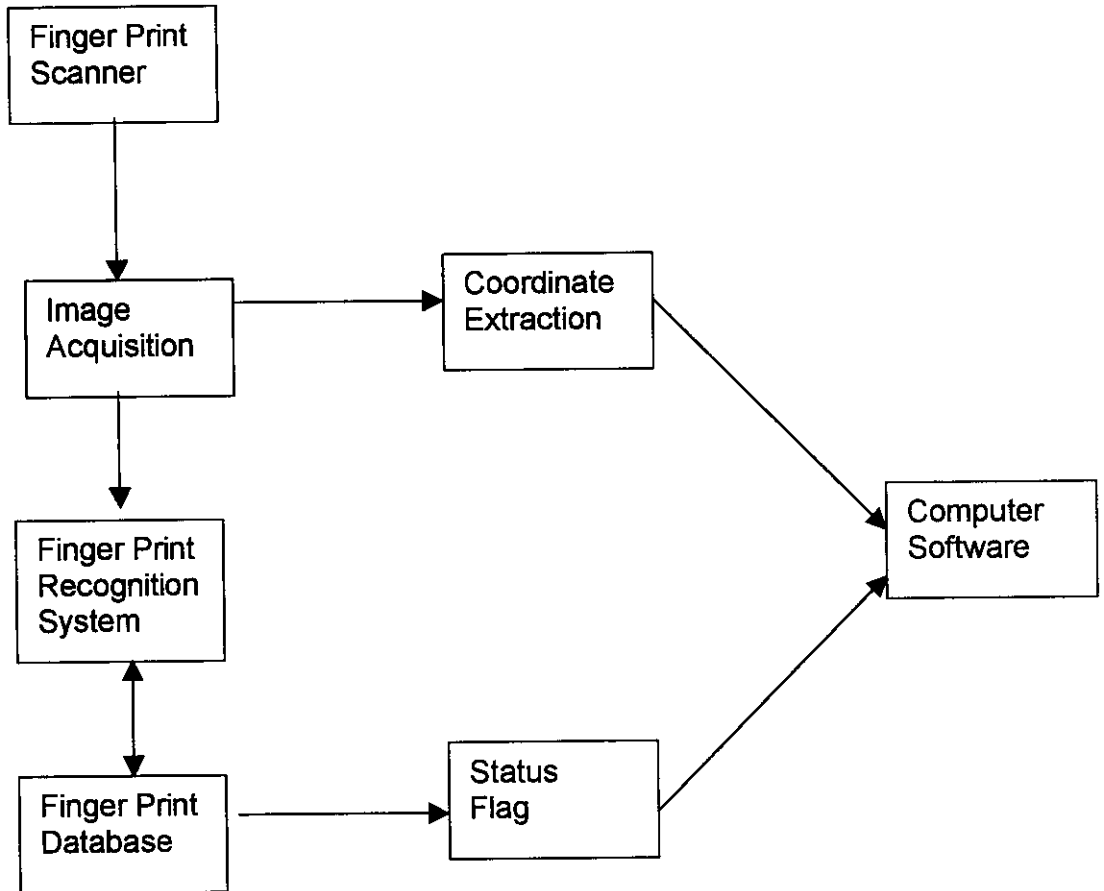 Finger Print
Scanner
Image
Acquisition
Coordinate
Extraction
Computer
Software
Finger Print
Recognition
System
Status
Flag
Finger Print
Database